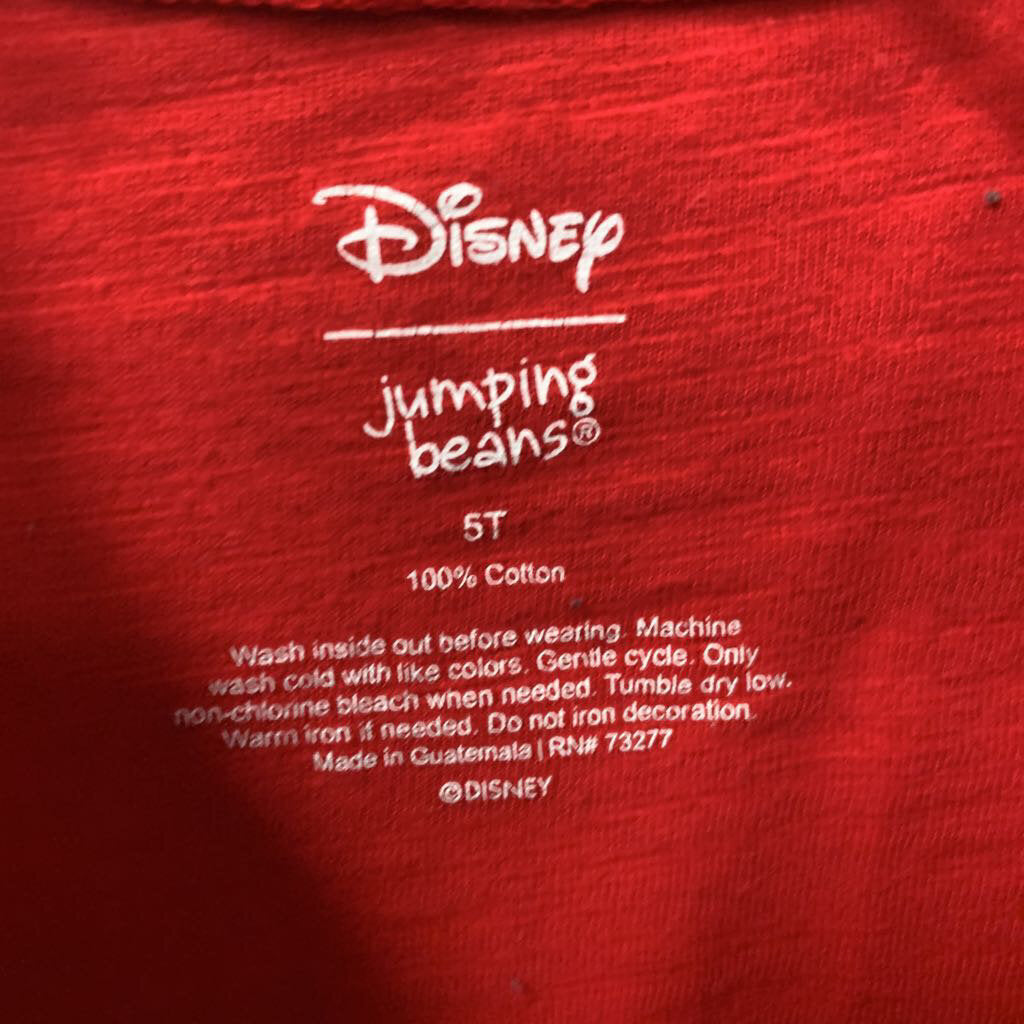 Disney
jumping
beans®
5T
100% Cotton
Wash inside out before wearing. Machine
wash cold with like colors. Gentle cycle. Only
non-chlorine bleach when needed. Tumble dry low.
Warm iron if needed. Do not iron decoration.
Made in Guatemala | RN# 73277
©DISNEY